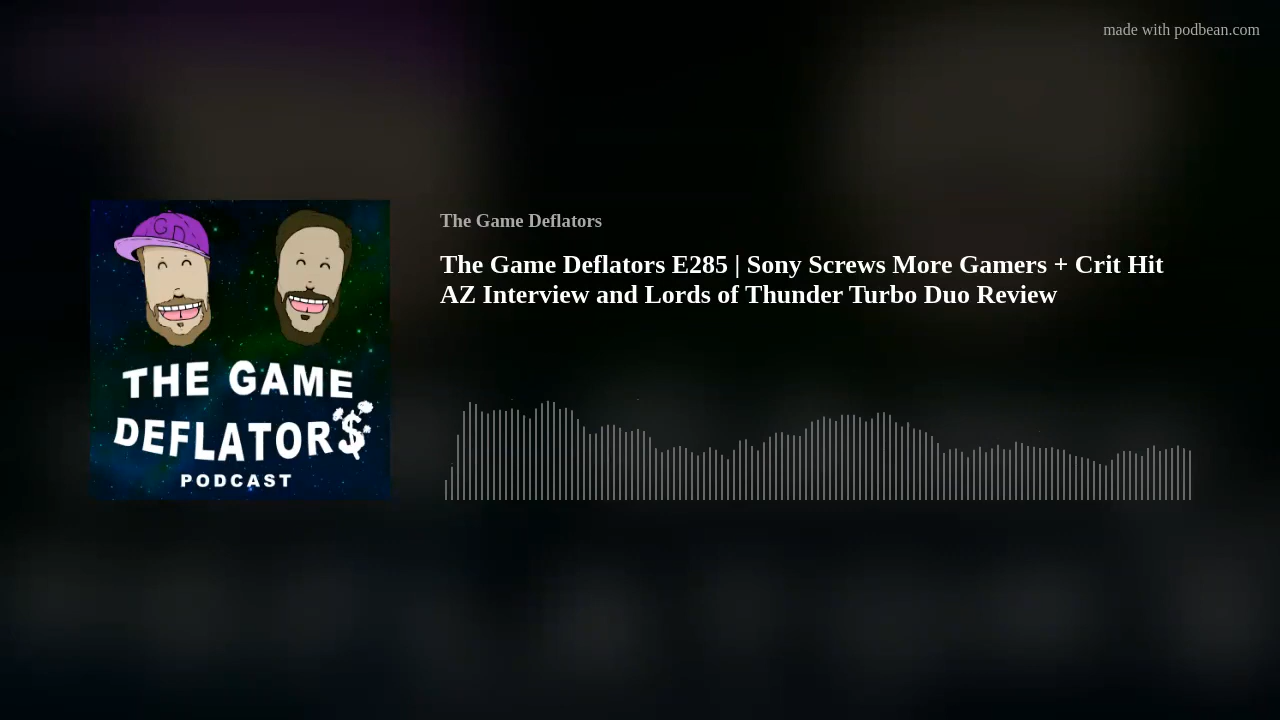 made with podbean.com
GD
THE GAME
DEFLATOR$
PODCAST
The Game Deflators
The Game Deflators E285 | Sony Screws More Gamers + Crit Hit
AZ Interview and Lords of Thunder Turbo Duo Review